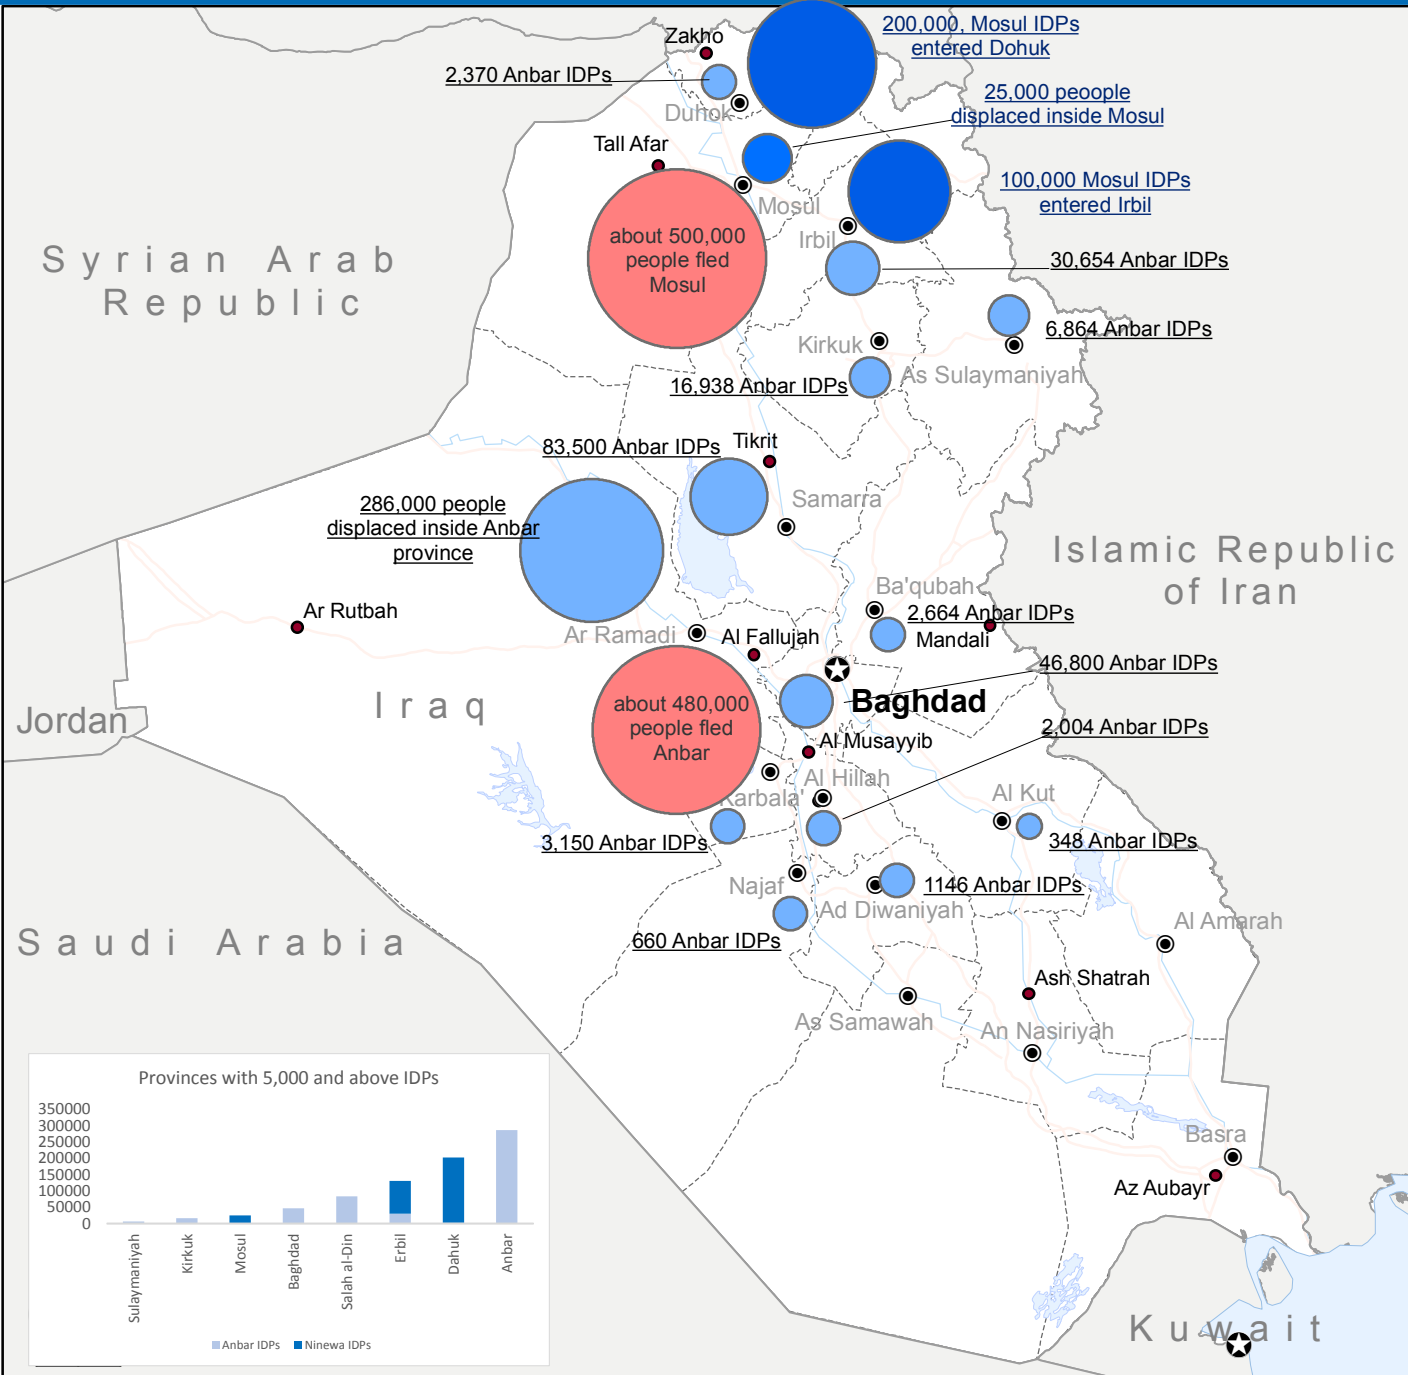 Zakho
200,000, Mosul IDPs
entered Dohuk
2,370 Anbar IDPs
25,000 peoople
displaced inside Mosul
Duhok
Tall Afar
100,000 Mosul IDPs
entered Irbil
Mosul
about 500,000
people fled
Mosul
Irbil
Syrian Arab
Republic
30,654 Anbar IDPs
6,864 Anbar IDPs
Kirkuk
As Sulaymaniyah
16,938 Anbar IDPs
83,500 Anbar IDPs
Tikrit
Samarra
286,000 people
displaced inside Anbar
province
Islamic Republic
of Iran
Ba'qubah
2,664 Anbar IDPs
Mandali
Ar Rutbah
Ar Ramadi
Al Fallujah
46,800 Anbar IDPs
Baghdad
Iraq
Jordan
about 480,000
people fled
Anbar
2,004 Anbar IDPs
Al Musayyib
Al Hillah
Karbala'
Al Kut
3,150 Anbar IDPs
348 Anbar IDPs
Najaf
1146 Anbar IDPs
Ad Diwaniyah
660 Anbar IDPs
Al Amarah
Saudi Arabia
Ash Shatrah
As Samawah
An Nasiriyah
Basra
Az Aubayr
Kuwait
Provinces with 5,000 and above IDPs
350000
300000
250000
200000
150000
100000
50000
0
Sulaymaniyah
Kirkuk
Mosul
Baghdad
Salah al-Din
Erbil
Dahuk
Anbar
Anbar IDPs
Ninewa IDPs